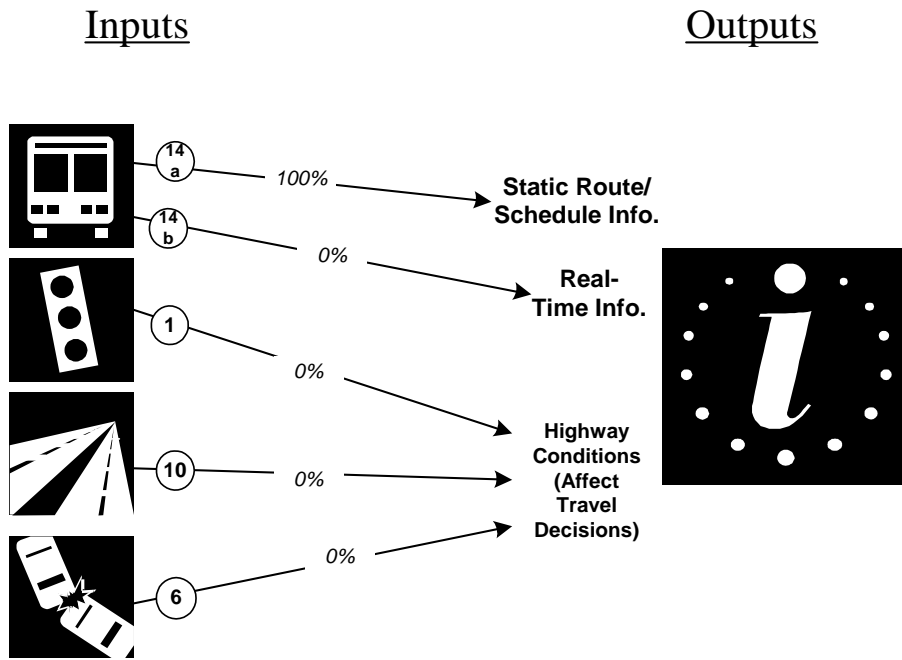 Inputs
Outputs
14
a
100%
Static Route/
Schedule Info.
14
b
0%
Real-
Time Info.
1
0%
Highway
Conditions
(Affect
Travel
Decisions)
10
0%
0%
6
i